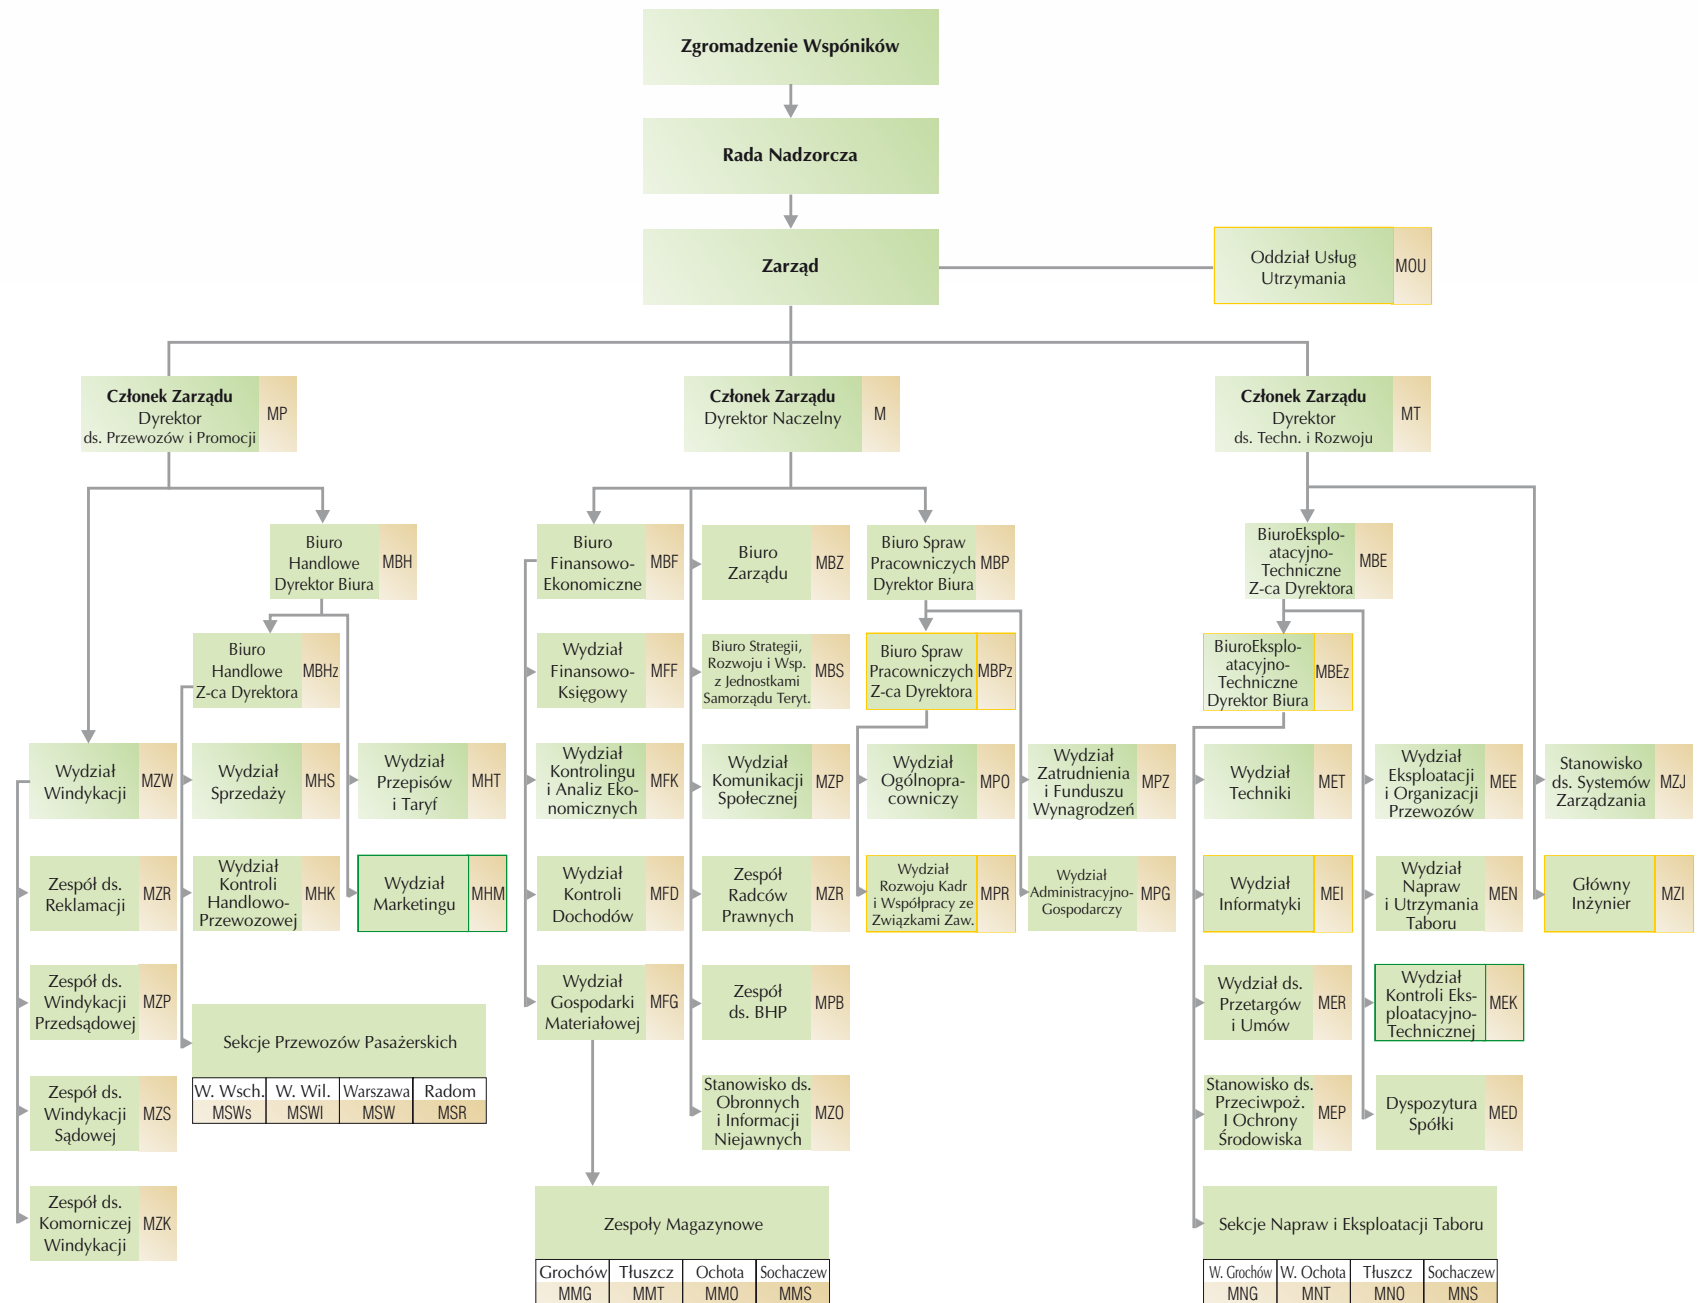 Zgromadzenie Wspóników
Rada Nadzorcza
Zarząd
Oddział Usług
Utrzymania
MOU
Członek Zarządu
Dyrektor
ds. Przewozów i Promocji
MP
Członek Zarządu
Dyrektor Naczelny
M
Członek Zarządu
Dyrektor
ds. Techn. i Rozwoju
MT
Biuro
Handlowe
Dyrektor Biura
MBH
Biuro
Finansowo-
Ekonomiczne
MBF
Biuro
Zarządu
MBZ
Biuro Spraw
Pracowniczych
Dyrektor Biura
MBP
BiuroEksplo-
atacyjno-
Techniczne
Z-ca Dyrektora
MBE
Biuro
Handlowe
Z-ca Dyrektora
MBHz
Wydział
Finansowo-
Księgowy
MFF
Biuro Strategii,
Rozwoju i Wsp.
z Jednostkami
Samorządu Teryt.
MBS
Biuro Spraw
Pracowniczych
Z-ca Dyrektora
MBPz
BiuroEksplo-
atacyjno-
Techniczne
Dyrektor Biura
MBEz
Wydział
Windykacji
MZW
Wydział
Sprzedaży
MHS
Wydział
Przepisów
i Taryf
MHT
Wydział
Kontrolingu
i Analiz Eko-
nomicznych
MFK
Wydział
Komunikacji
Społecznej
MZP
Wydział
Ogólnopra-
cowniczy
MPO
Wydział
Zatrudnienia
i Funduszu
Wynagrodzeń
MPZ
Wydział
Techniki
MET
Wydział
Eksploatacji
i Organizacji
Przewozów
MEE
Stanowisko
ds. Systemów
Zarządzania
MZJ
Zespół ds.
Reklamacji
MZR
Wydział
Kontroli
Handlowo-
Przewozowej
MHK
Wydział
Marketingu
MHM
Wydział
Kontroli
Dochodów
MFD
Zespół
Radców
Prawnych
MZR
Wydział
Rozwoju Kadr
i Współpracy ze
Związkami Zaw.
MPR
Wydział
Administracyjno-
Gospodarczy
MPG
Wydział
Informatyki
MEI
Wydział
Napraw
i Utrzymania
Taboru
MEN
Główny
Inżynier
MZI
Zespół ds.
Windykacji
Przedsądowej
MZP
Sekcje Przewozów Pasażerskich
W. Wsch. W. Wil. Warszawa Radom
MSWs MSWI MSW MSR
Wydział
Gospodarki
Materiałowej
MFG
Zespół
ds. BHP
MPB
Wydział ds.
Przetargów
i Umów
MER
Wydział
Kontroli Eks-
ploatacyjno-
Technicznej
MEK
Zespół ds.
Windykacji
Sądowej
MZS
Stanowisko ds.
Obronnych
i Informacji
Niejawnych
MZO
Stanowisko ds.
Przeciwpoż.
I Ochrony
Środowiska
MEP
Dyspozytura
Spółki
MED
Zespół ds.
Komorniczej
Windykacji
MZK
Zespoły Magazynowe
Grochów Tłuszcz Ochota Sochaczew
MMG MMT MMO MMS
Sekcje Napraw i Eksploatacji Taboru
W. Grochów W. Ochota Tłuszcz Sochaczew
MNG MNT MNO MNS